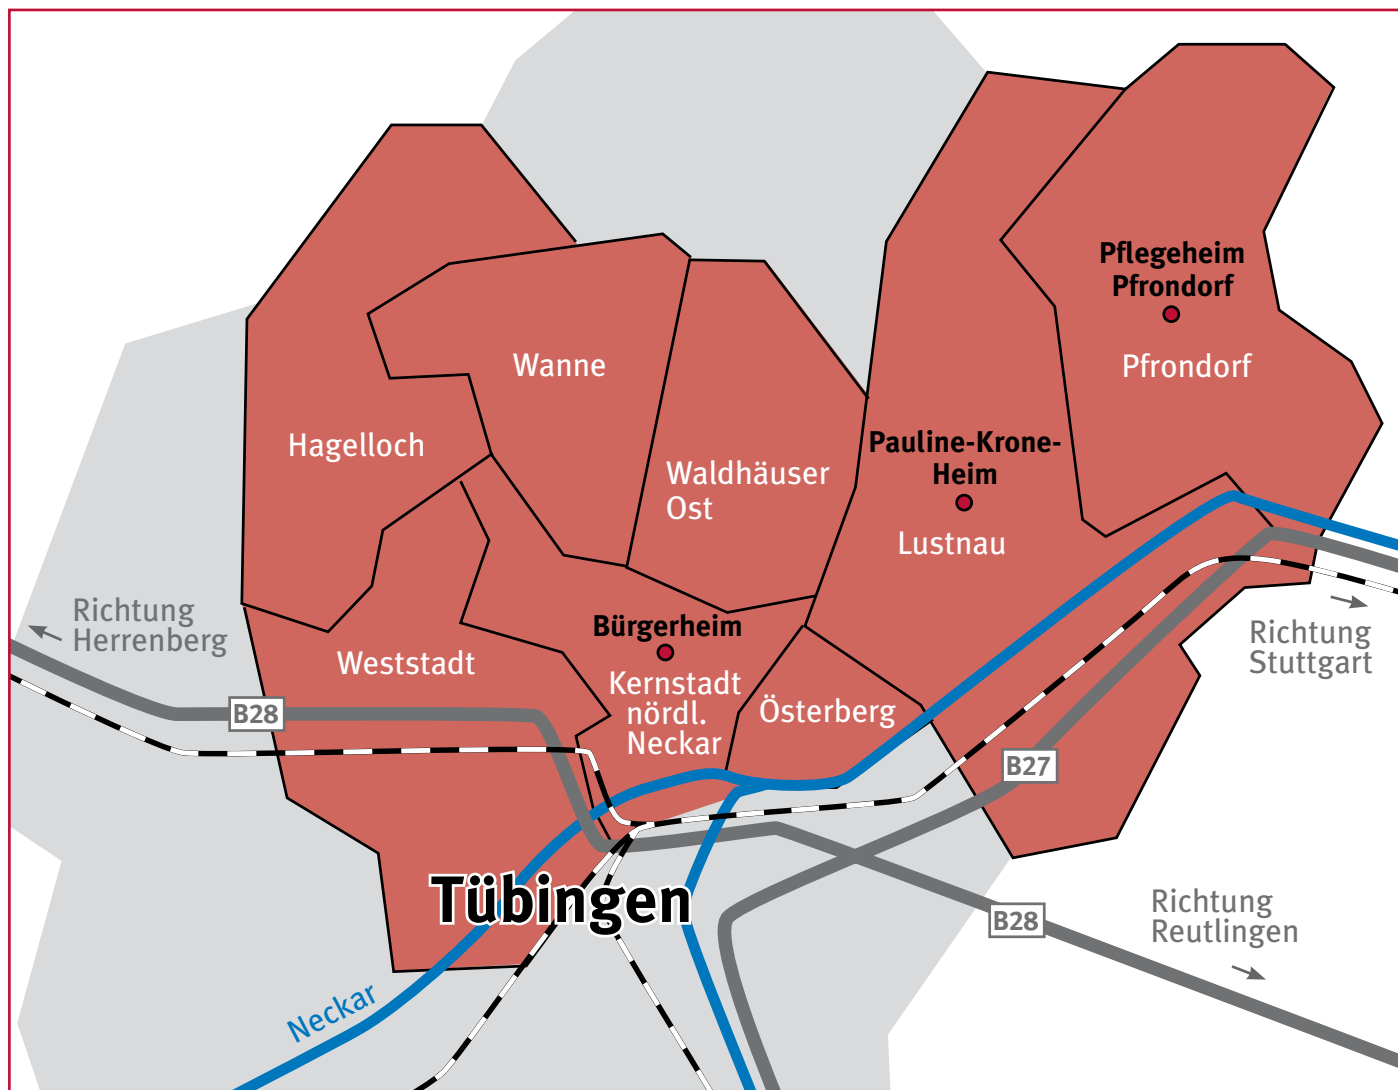 Pflegeheim
Pfrondorf
Pfrondorf
Wanne
Hagelloch
Waldhäuser
Ost
Pauline-Krone-
Heim
Lustnau
Richtung
Herrenberg
Weststadt
Bürgerheim
Kernstadt
nördl.
Neckar
Österberg
Richtung
Stuttgart
B28
B27
Tübingen
B28
Richtung
Reutlingen
Neckar